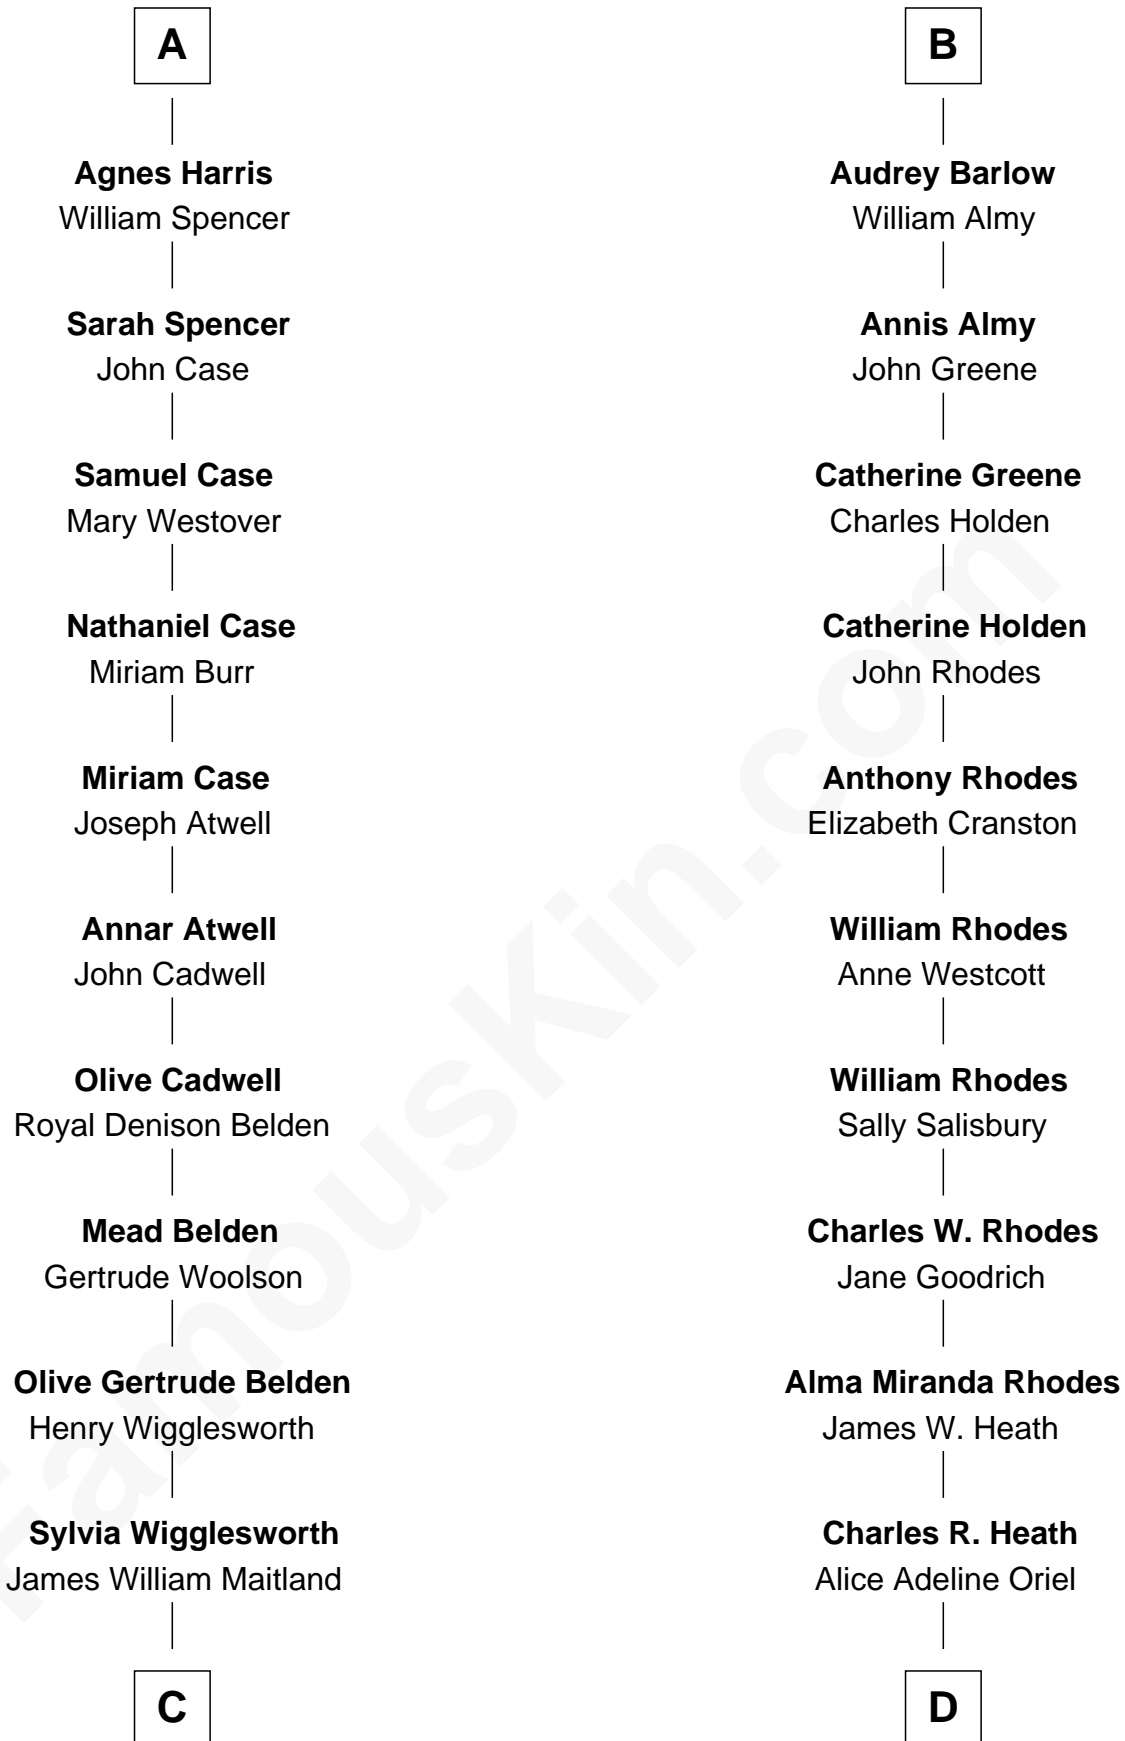 A
Agnes Harris
William Spencer
Sarah Spencer
John Case
Samuel Case
Mary Westover
Nathaniel Case
Miriam Burr
Miriam Case
Joseph Atwell
Annar Atwell
John Cadwell
Olive Cadwell
Royal Denison Belden
Mead Belden
Gertrude Woolson
Olive Gertrude Belden
Henry Wigglesworth
Sylvia Wigglesworth
James William Maitland
C
B
Audrey Barlow
William Almy
Annis Almy
John Greene
Catherine Greene
Charles Holden
Catherine Holden
John Rhodes
Anthony Rhodes
Elizabeth Cranston
William Rhodes
Anne Westcott
William Rhodes
Sally Salisbury
Charles W. Rhodes
Jane Goodrich
Alma Miranda Rhodes
James W. Heath
Charles R. Heath
Alice Adeline Oriel
D
FamousKin.com